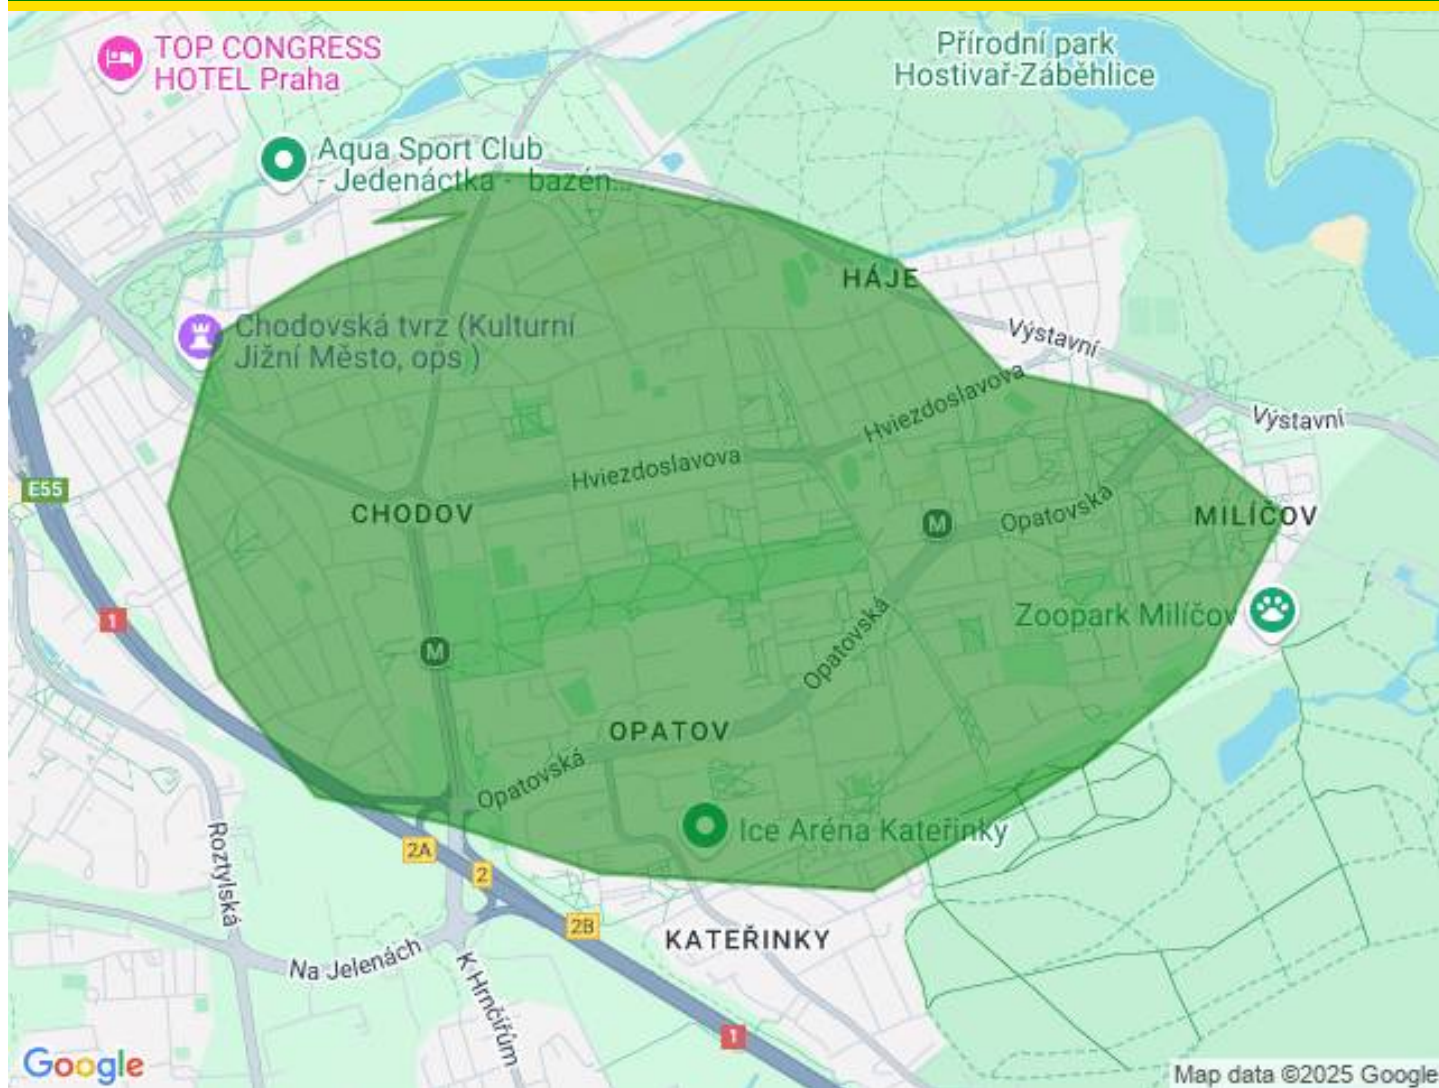 TOP CONGRESS
HOTEL Praha
Přírodní park
Hostivař-Záběhlice
Aqua Sport Club
- Jedenáctka - bazén...
HÁJE
Chodovská tvrz (Kulturní
Jižní Město, ops )
Výstavní
Hviezdoslavova
Výstavní
Hviezdoslavova
E55
CHODOV
M
Opatovská
MILÍČOV
1
Zoopark Milíčov
M
Opatovská
OPATOV
Opatovská
Ice Aréna Kateřinky
2A
2
Roztylská
2B
KATEŘINKY
Na Jelenách
K Hrnčířům
1
Google
Map data ©2025 Google